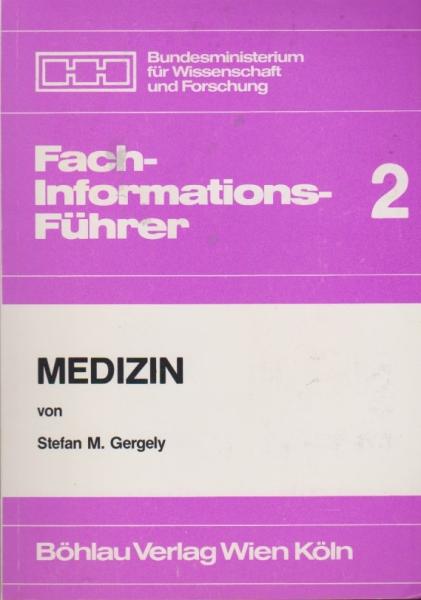 Bundesministerium
für Wissenschaft
und Forschung
Fach-
Informations-
Führer
2
MEDIZIN
von
Stefan M. Gergely
Böhlau Verlag Wien Köln